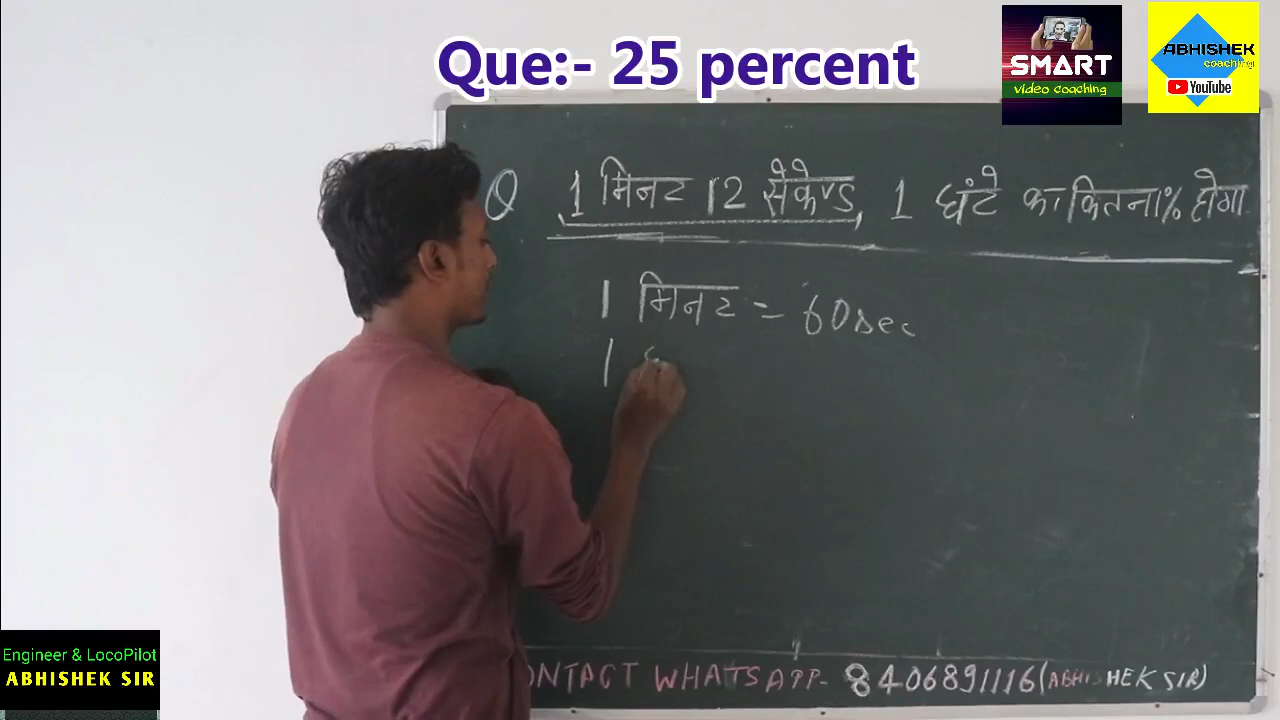 Que:- 25 percent
SMART
video coaching
ABHISHEK
coaching
YouTube
Q 1 मिनट 12 सेकेण्ड, 1 घंटे का कितना % होगा
1 मिनट = 60sec
1
ONTACT WHATSAPP- 8406891116 (ABHISHEK SIR)
Engineer & LocoPilot
ABHISHEK SIR